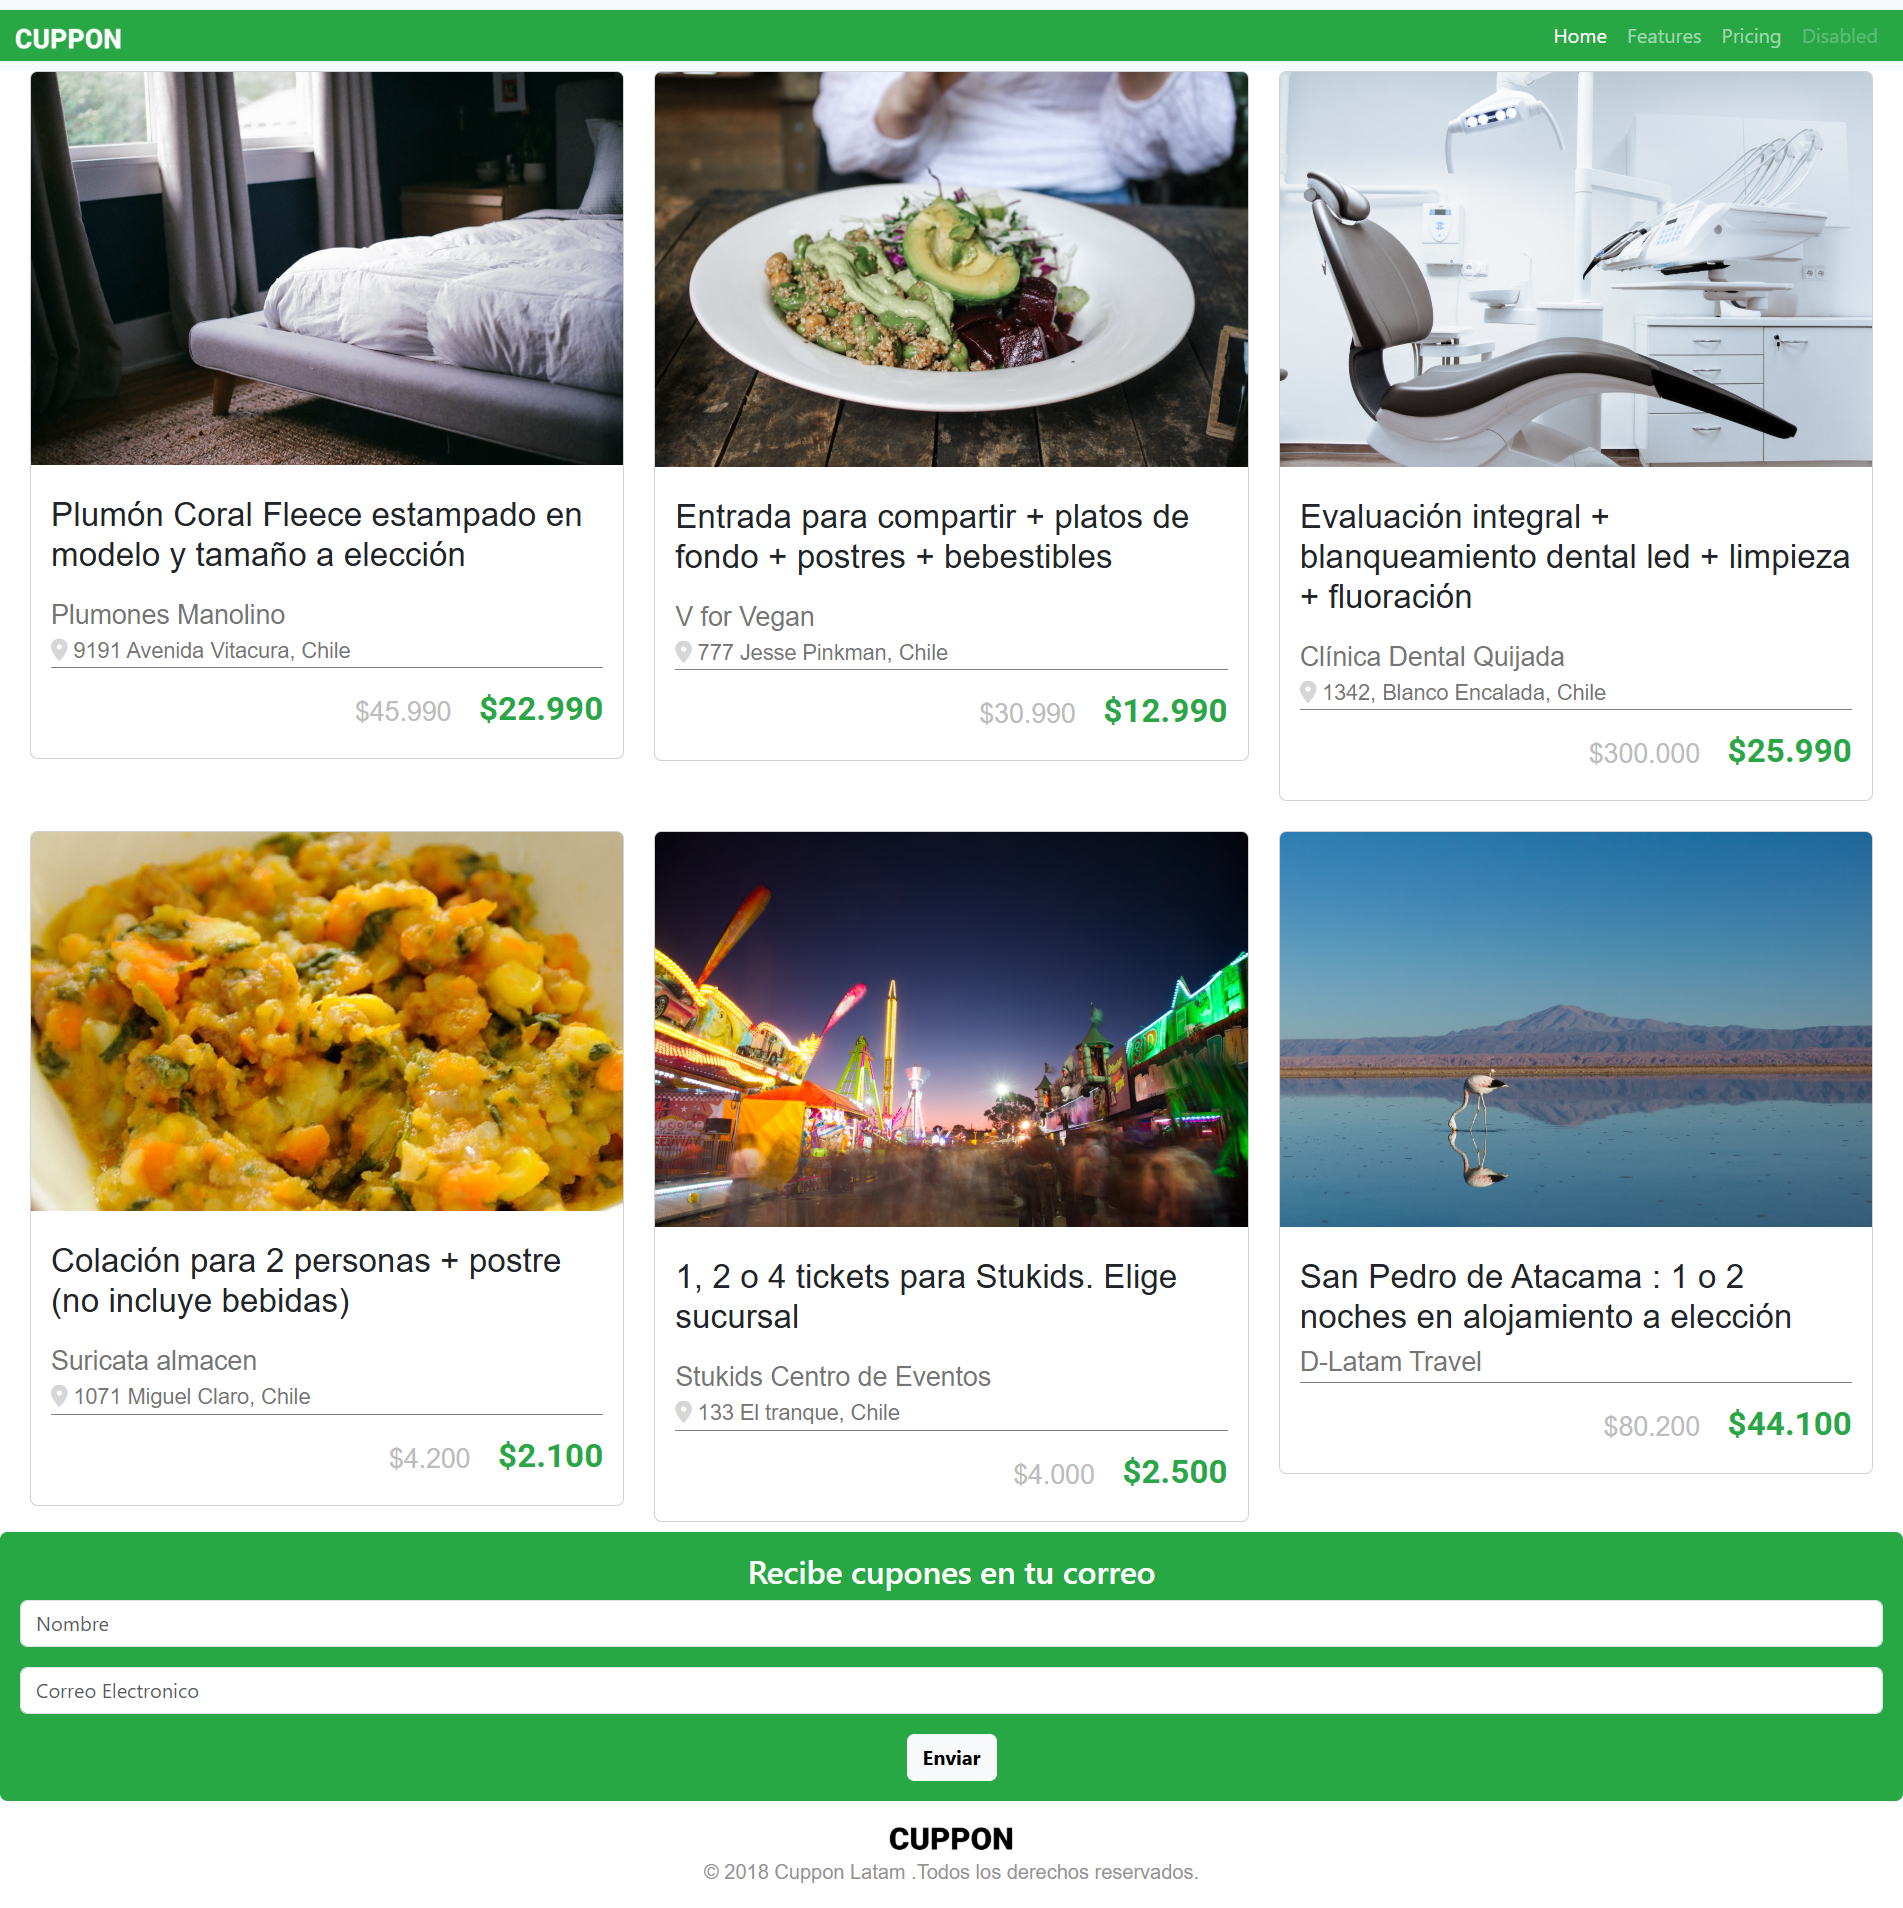 CUPPON
Home Features Pricing Disabled
Plumón Coral Fleece estampado en
modelo y tamaño a elección
Plumones Manolino
9191 Avenida Vitacura, Chile
$45.990 $22.990
Entrada para compartir + platos de
fondo + postres + bebestibles
V for Vegan
777 Jesse Pinkman, Chile
$30.990 $12.990
Evaluación integral +
blanqueamiento dental led + limpieza
+ fluoración
Clínica Dental Quijada
1342, Blanco Encalada, Chile
$300.000 $25.990
Colación para 2 personas + postre
(no incluye bebidas)
Suricata almacen
1071 Miguel Claro, Chile
$4.200 $2.100
1, 2 o 4 tickets para Stukids. Elige
sucursal
Stukids Centro de Eventos
133 El tranque, Chile
$4.000 $2.500
San Pedro de Atacama : 1 o 2
noches en alojamiento a elección
D-Latam Travel
$80.200 $44.100
Recibe cupones en tu correo
Nombre
Correo Electronico
Enviar
CUPPON
© 2018 Cuppon Latam .Todos los derechos reservados.